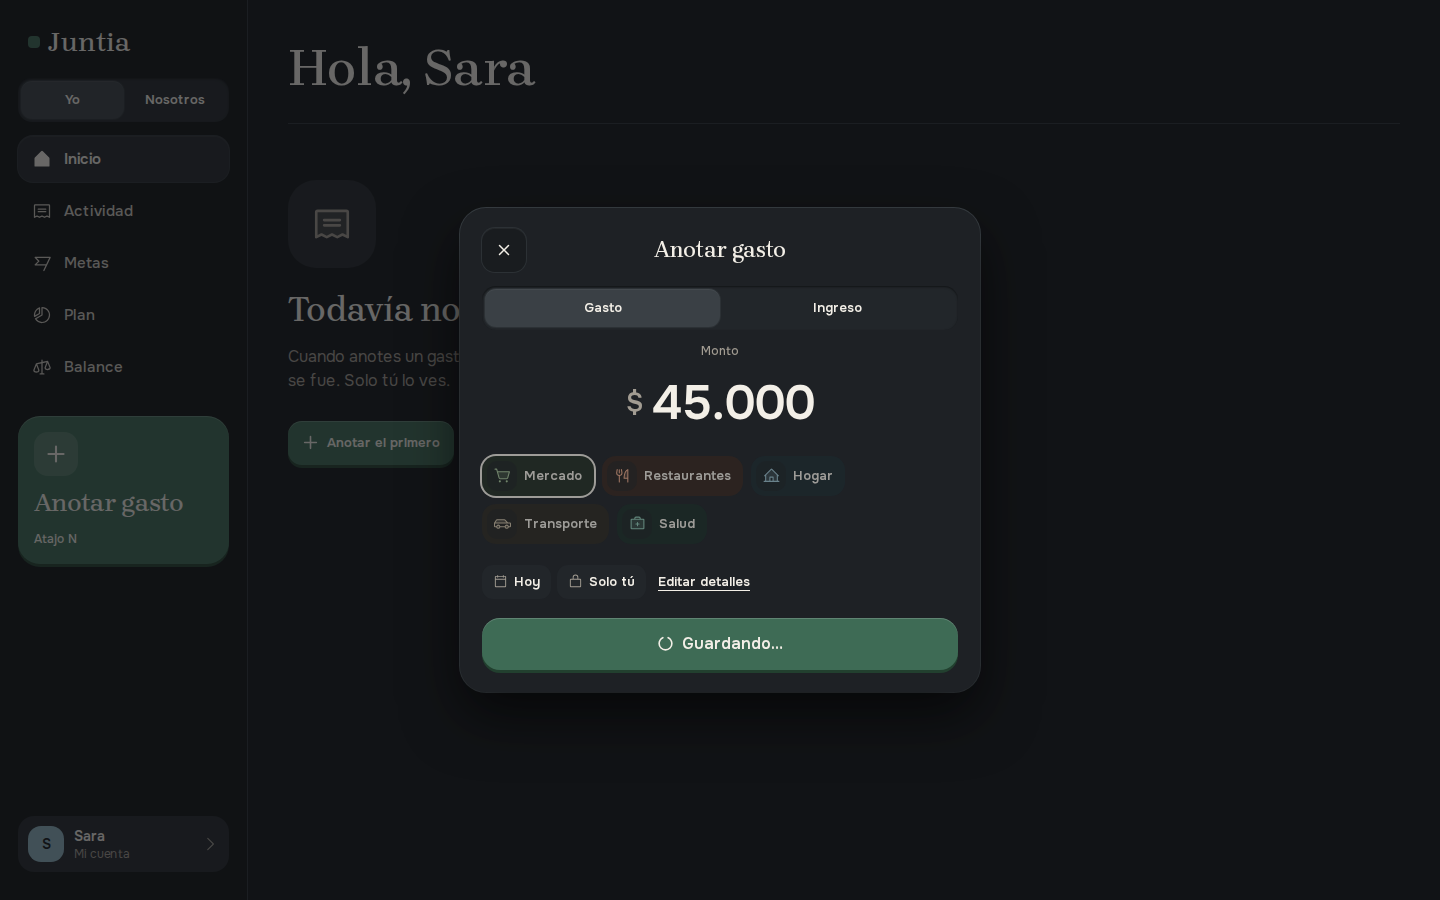 Juntia
Yo
Nosotros
Inicio
Actividad
Metas
Plan
Balance
Anotar gasto
Atajo N
S
Sara
Mi cuenta
Hola, Sara
Todavía no
Cuando anotes un gast
se fue. Solo tú lo ves.
Anotar el primero
Anotar gasto
Gasto
Ingreso
Monto
$ 45.000
Mercado
Restaurantes
Hogar
Transporte
Salud
Hoy
Solo tú
Editar detalles
Guardando...